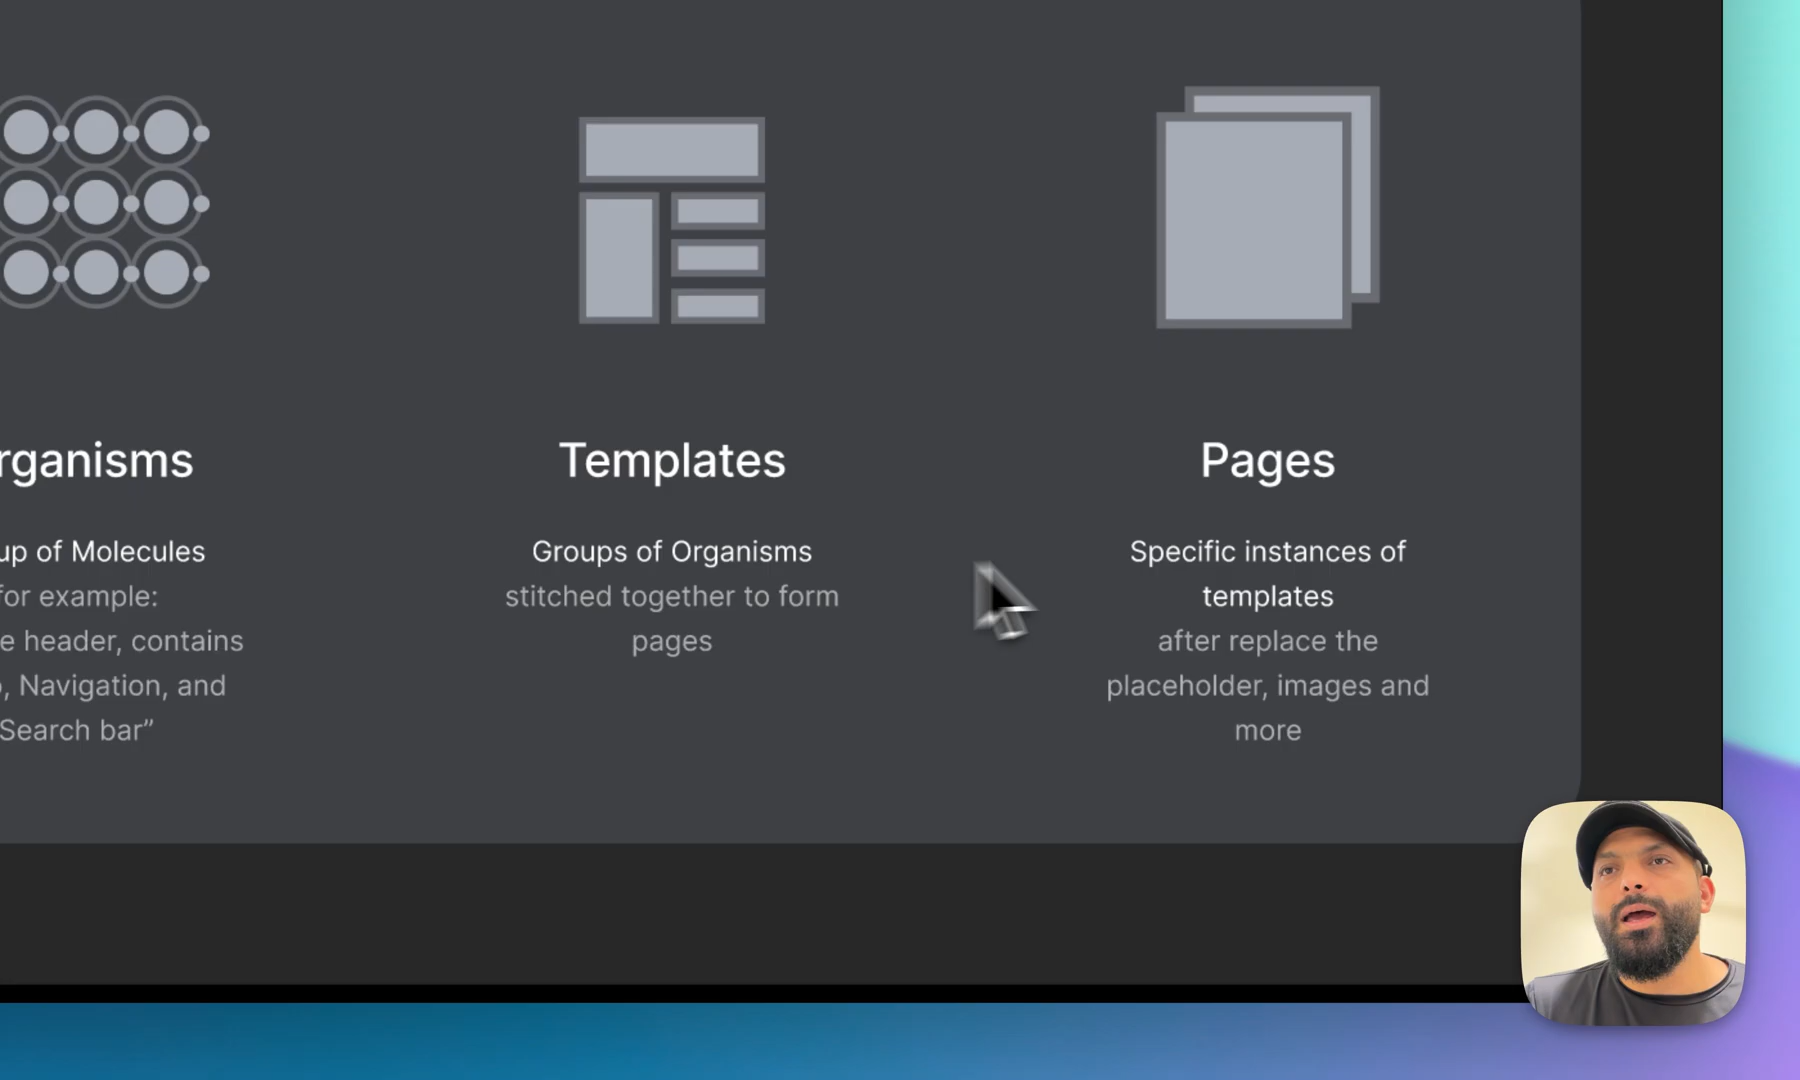 rganisms
up of Molecules
for example:
e header, contains
, Navigation, and
Search bar”
Templates
Groups of Organisms
stitched together to form
pages
Pages
Specific instances of
templates
after replace the
placeholder, images and
more